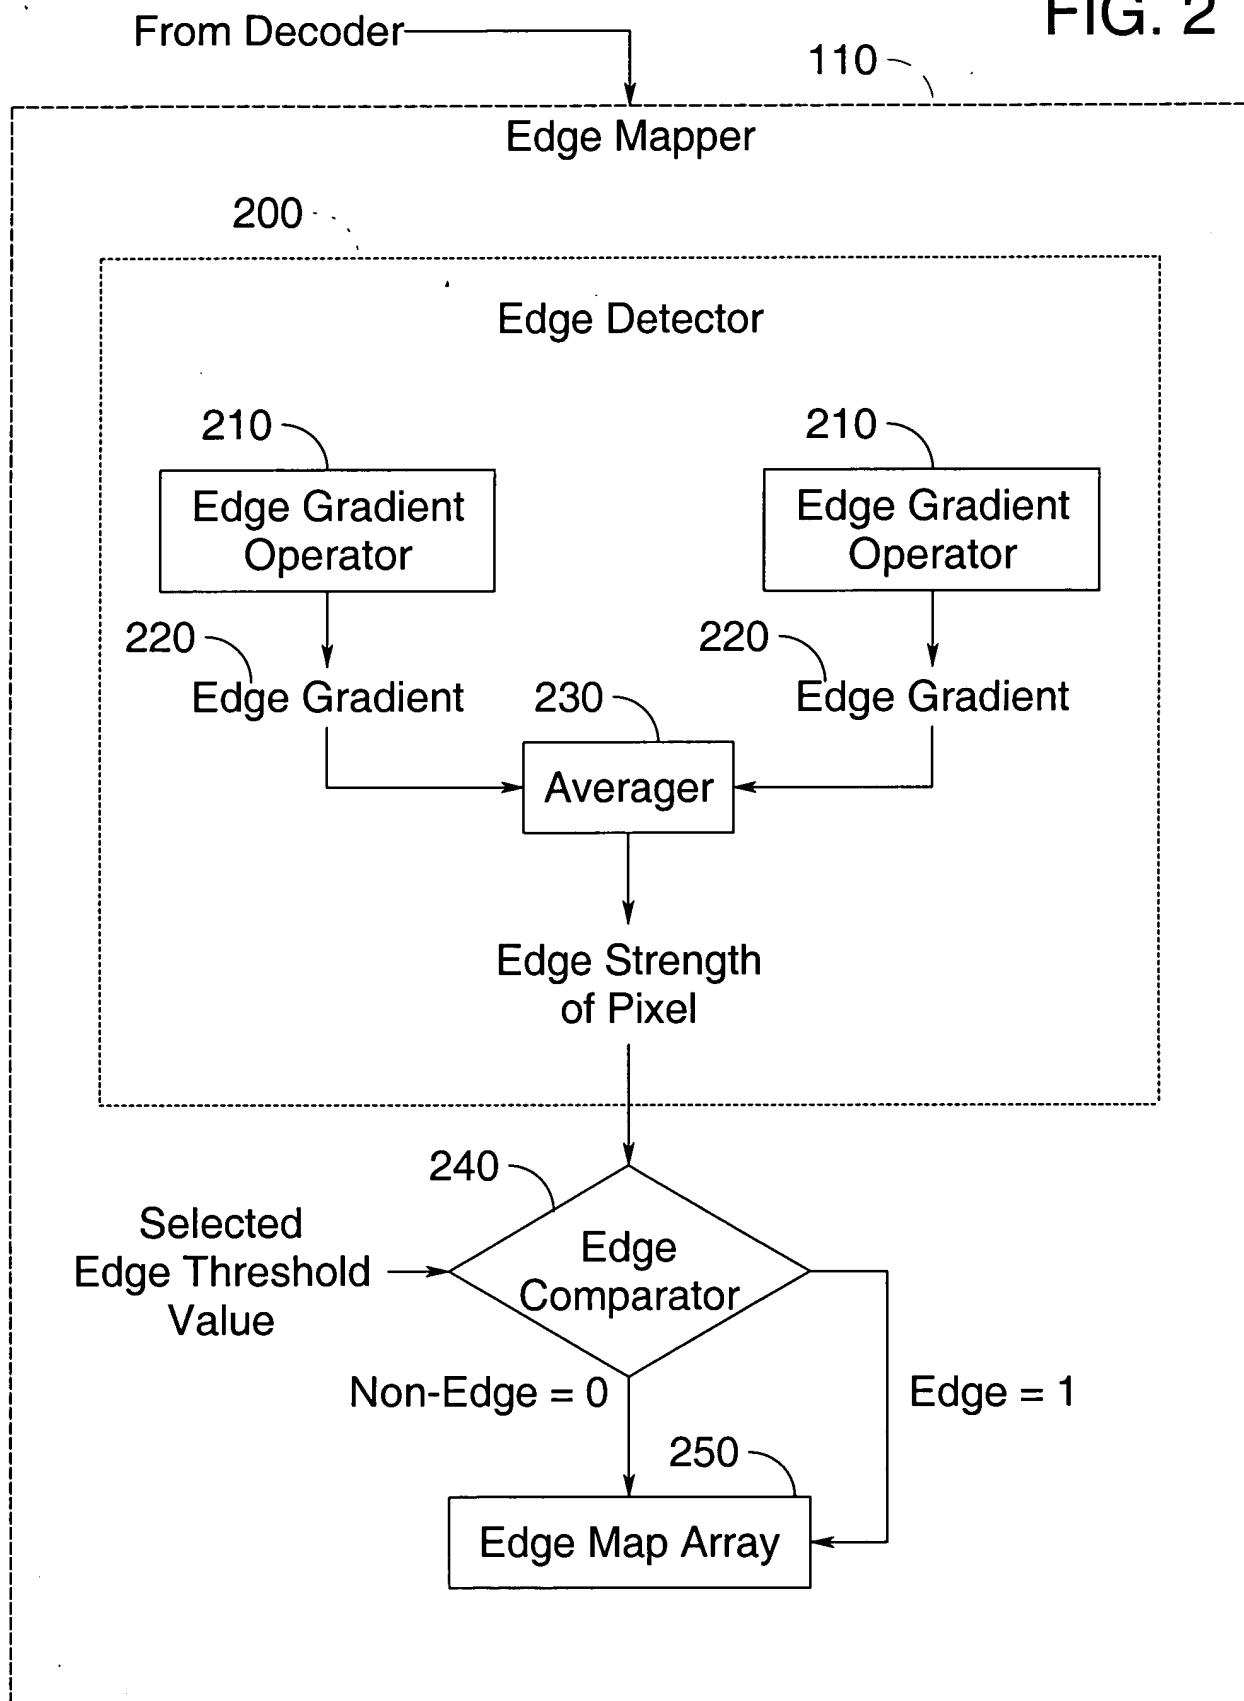 FIG. 2
From Decoder
110
Edge Mapper
200
Edge Detector
210
210
Edge Gradient
Operator
Edge Gradient
Operator
220
220
Edge Gradient
230
Edge Gradient
Averager
Edge Strength
of Pixel
240
Selected
Edge Threshold
Value
Edge
Comparator
Non-Edge = 0
Edge = 1
250
Edge Map Array